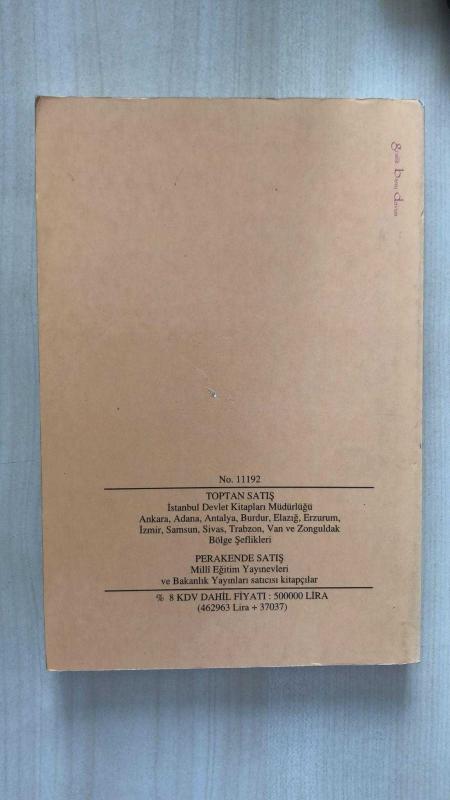 No. 11192
TOPTAN SATIŞ
İstanbul Devlet Kitapları Müdürlüğü
Ankara, Adana, Antalya, Burdur, Elazığ, Erzurum,
İzmir, Samsun, Sivas, Trabzon, Van ve Zonguldak
Bölge Şeflikleri
PERAKENDE SATIŞ
Millî Eğitim Yayınevleri
ve Bakanlık Yayınları satıcısı kitapçılar
% 8 KDV DAHİL FİYATI : 500000 LİRA
(462963 Lira + 37037)